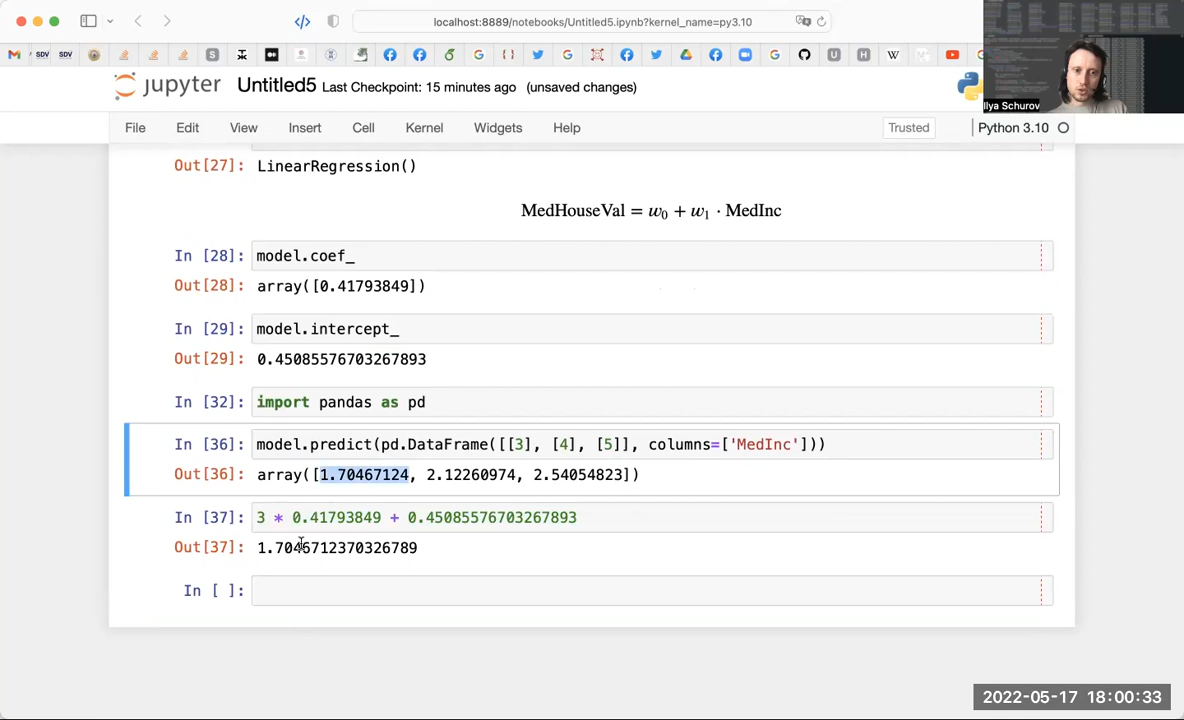 localhost:8889/notebooks/Untitled5.ipynb?kernel_name=py3.10
SDV SDV
jupyter Untitled5 Last Checkpoint: 15 minutes ago (unsaved changes)
Ilya Schurov
File Edit View Insert Cell Kernel Widgets Help Trusted Python 3.10
Out[27]: LinearRegression()
MedHouseVal = w₀ + w₁ · MedInc
In [28]: model.coef_
Out[28]: array([0.41793849])
In [29]: model.intercept_
Out[29]: 0.45085576703267893
In [32]: import pandas as pd
In [36]: model.predict(pd.DataFrame([[3], [4], [5]], columns=['MedInc']))
Out[36]: array([1.70467124, 2.12260974, 2.54054823])
In [37]: 3 * 0.41793849 + 0.45085576703267893
Out[37]: 1.7046712370326789
In [ ]:
2022-05-17 18:00:33